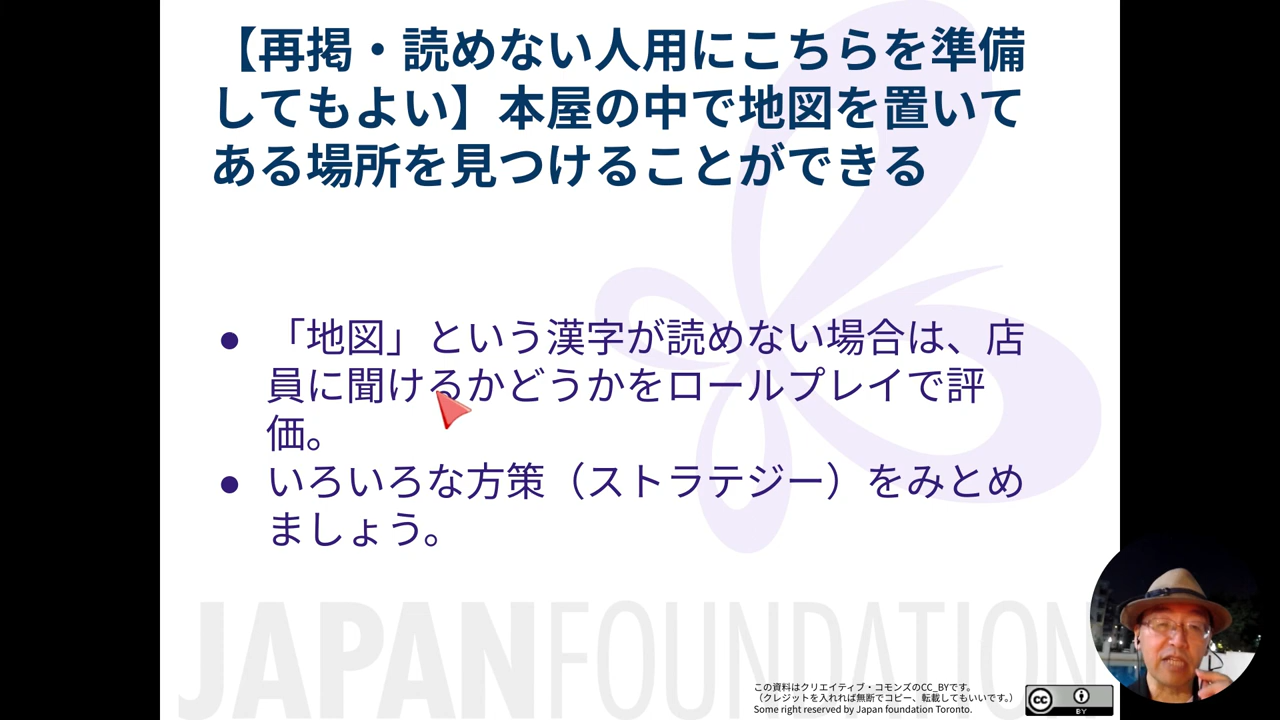 【再掲・読めない人用にこちらを準備
してもよい】本屋の中で地図を置いて
ある場所を見つけることができる
● 「地図」という漢字が読めない場合は、店
員に聞けるかどうかをロールプレイで評
価。
● いろいろな方策（ストラテジー）をみとめ
ましょう。
JAPANFOUNDATION
この資料はクリエイティブ・コモンズのCC_BYです。
（クレジットを入れれば無断でコピー、転載してもいいです。）
Some right reserved by Japan foundation Toronto.
cc
BY